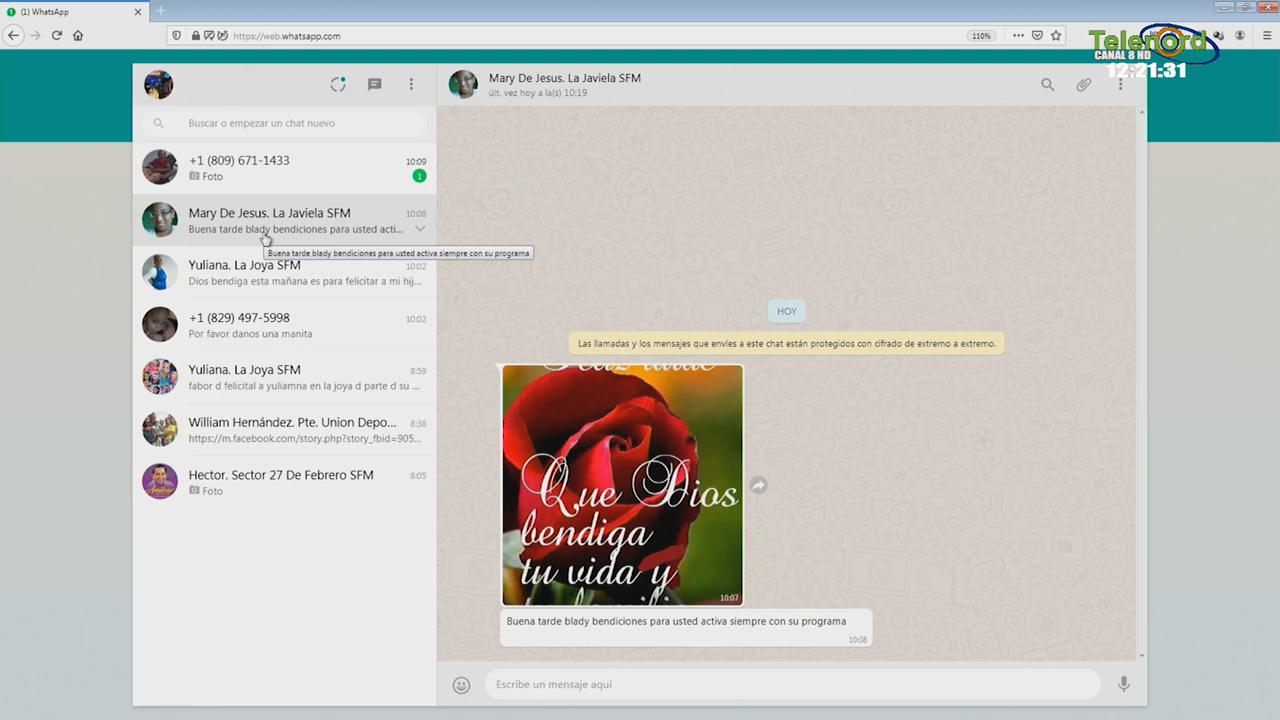 (1) WhatsApp
https://web.whatsapp.com
110%
Telenord
CANAL 8 HD
12:21:31
Buscar o empezar un chat nuevo
+1 (809) 671-1433
10:09
Foto
1
Mary De Jesus. La Javiela SFM
10:08
Buena tarde blady bendiciones para usted acti...
Buena tarde blady bendiciones para usted activa siempre con su programa
Yuliana. La Joya SFM
10:02
Dios bendiga esta mañana es para felicitar a mi hij...
+1 (829) 497-5998
10:02
Por favor danos una manita
Yuliana. La Joya SFM
8:59
fabor d felicital a yuliamna en la joya d parte d su ...
William Hernández. Pte. Union Depo...
8:38
https://m.facebook.com/story.php?story_fbid=905...
Hector. Sector 27 De Febrero SFM
8:05
Foto
Mary De Jesus. La Javiela SFM
últ. vez hoy a la(s) 10:19
HOY
Las llamadas y los mensajes que envíes a este chat están protegidos con cifrado de extremo a extremo.
Que Dios
bendiga
tu vida y
10:07
Buena tarde blady bendiciones para usted activa siempre con su programa
10:08
Escribe un mensaje aquí